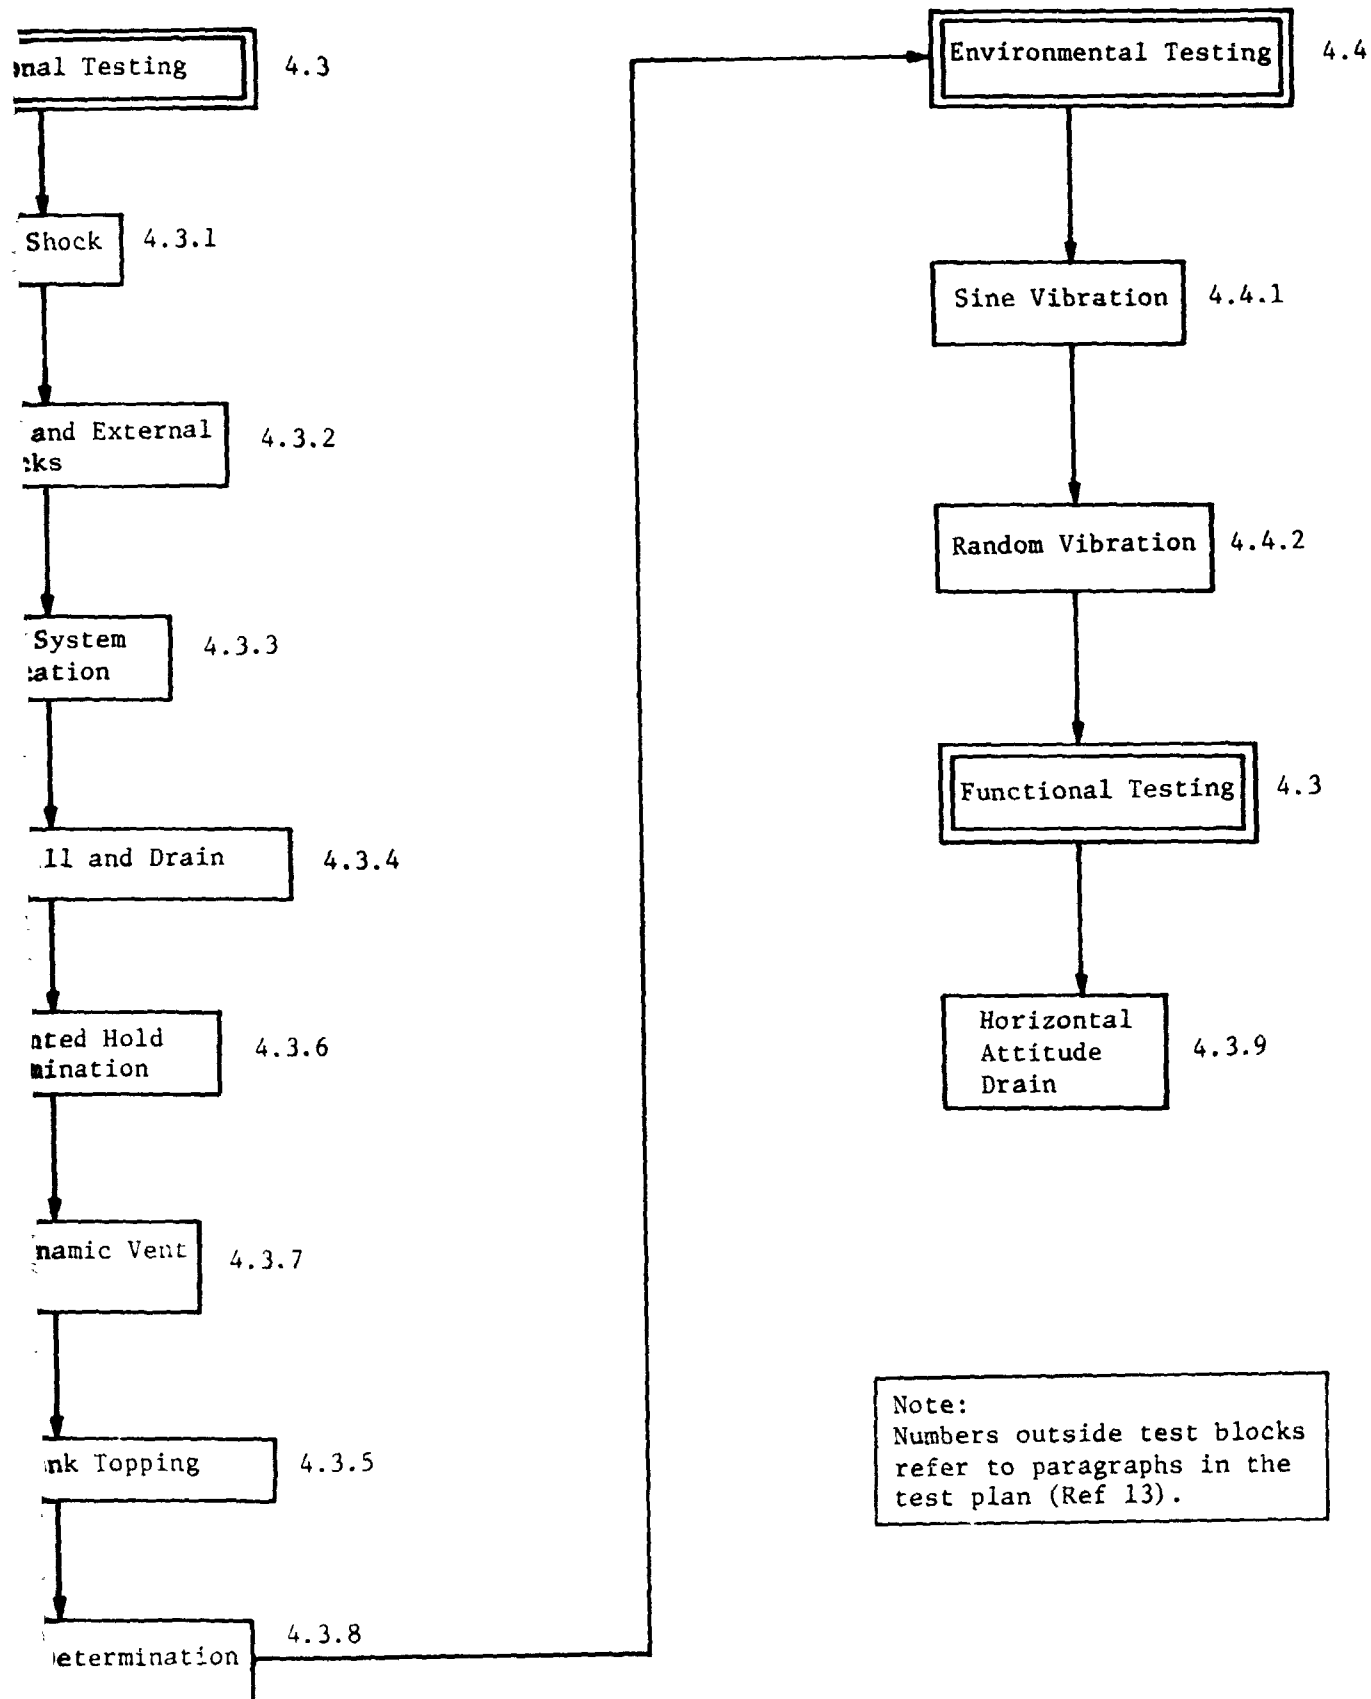 onal Testing 4.3
Shock 4.3.1
and External 4.3.2
cks
System 4.3.3
cation
ll and Drain 4.3.4
nted Hold 4.3.6
mination
namic Vent 4.3.7
nk Topping 4.3.5
etermination 4.3.8
Environmental Testing 4.4
Sine Vibration 4.4.1
Random Vibration 4.4.2
Functional Testing 4.3
Horizontal
Attitude 4.3.9
Drain
Note:
Numbers outside test blocks
refer to paragraphs in the
test plan (Ref 13).